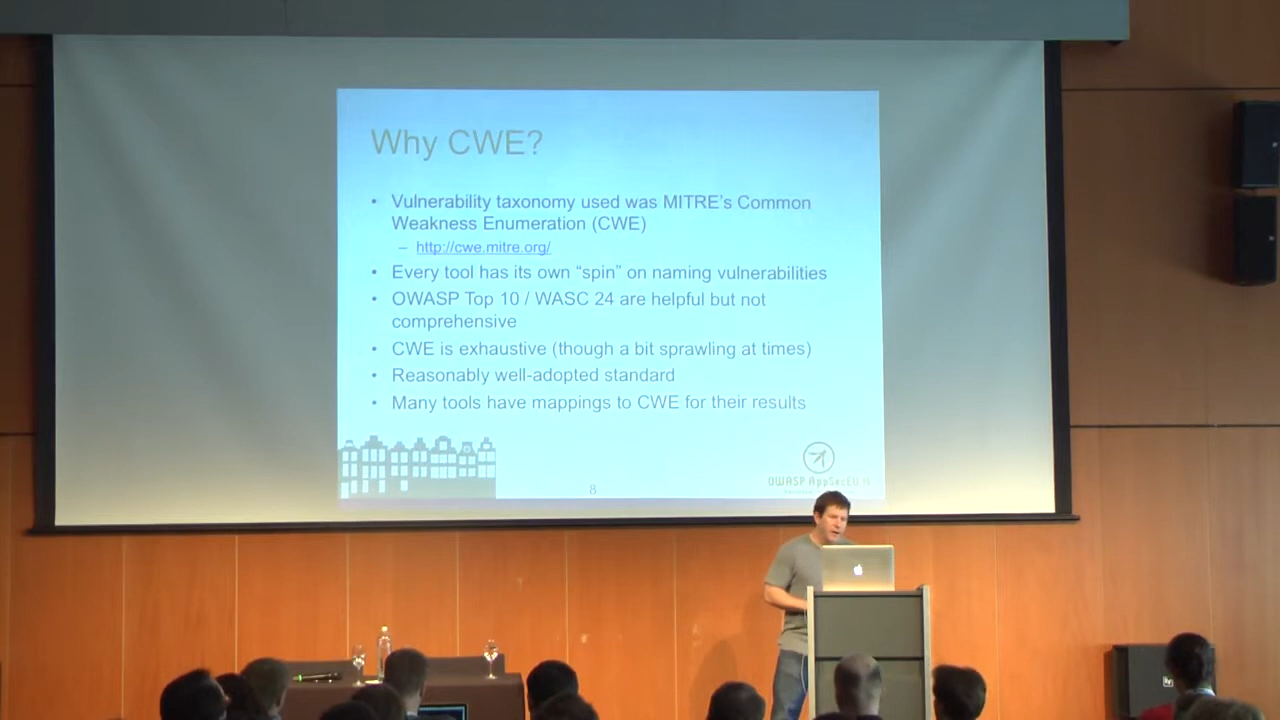 Why CWE?
• Vulnerability taxonomy used was MITRE's Common
Weakness Enumeration (CWE)
– http://cwe.mitre.org/
• Every tool has its own “spin” on naming vulnerabilities
• OWASP Top 10 / WASC 24 are helpful but not
comprehensive
• CWE is exhaustive (though a bit sprawling at times)
• Reasonably well-adopted standard
• Many tools have mappings to CWE for their results
8
OWASP AppSecEU